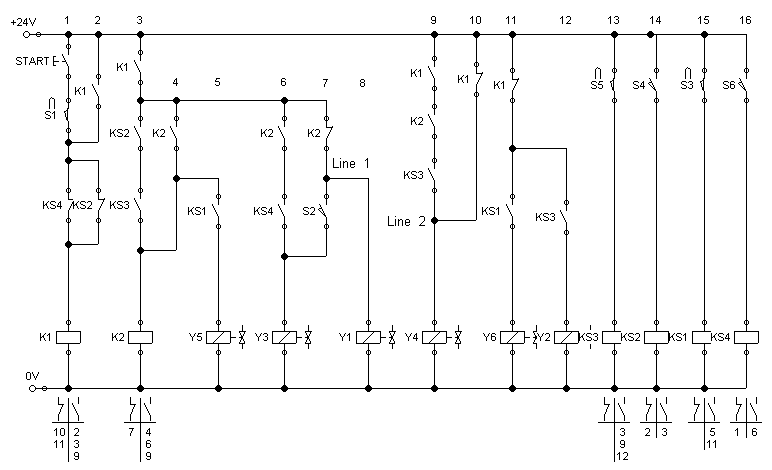 1 2 3 9 10 11 12 13 14 15 16
+24V
START K1 K1 K1 K1 S5 S4 S3 S6
4 5 6 7 8
K1
S1 K2
KS2 K2 K2 K2
Line 1
KS3
KS4 KS2 KS3 KS1 KS4 S2 KS1 KS3
Line 2
K1 K2 Y5 Y3 Y1 Y4 Y6 Y2 KS3 KS2 KS1 KS4
0V
10 2 7 4 3 2 3 5 1 6
11 3 6 9 11
9 9 12